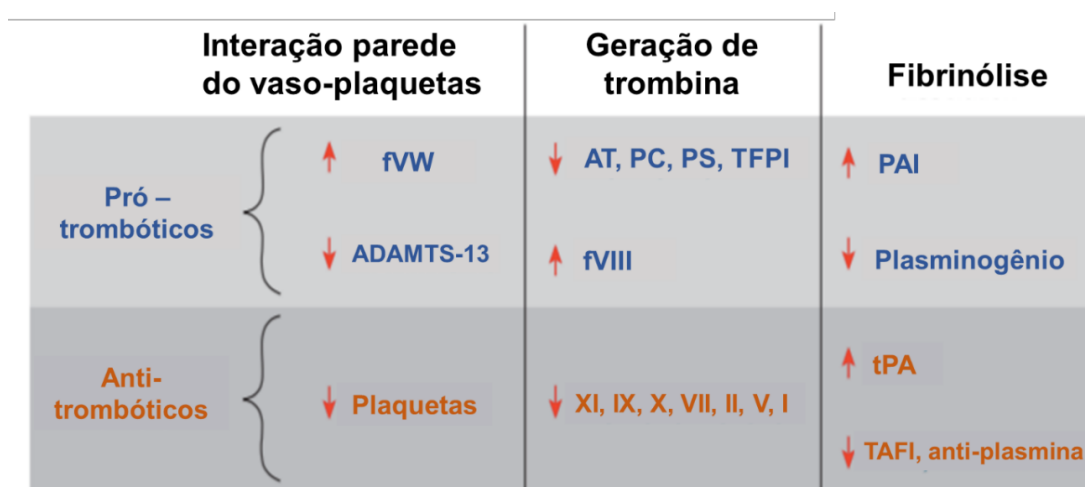 Interação parede
do vaso-plaquetas
Geração de
trombina
Fibrinólise
Pró –
trombóticos
fVW
ADAMTS-13
AT, PC, PS, TFPI
fVIII
PAI
Plasminogênio
Anti-
trombóticos
Plaquetas
XI, IX, X, VII, II, V, I
tPA
TAFI, anti-plasmina